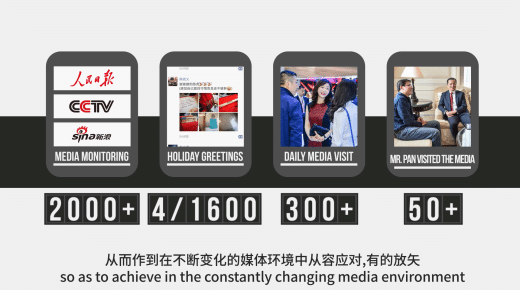 人民日报
CCTV
sina新浪
MEDIA MONITORING
HOLIDAY GREETINGS
DAILY MEDIA VISIT
MR. PAN VISITED THE MEDIA
2000+
4/1600
300+
50+
从而作到在不断变化的媒体环境中从容应对,有的放矢
so as to achieve in the constantly changing media environment